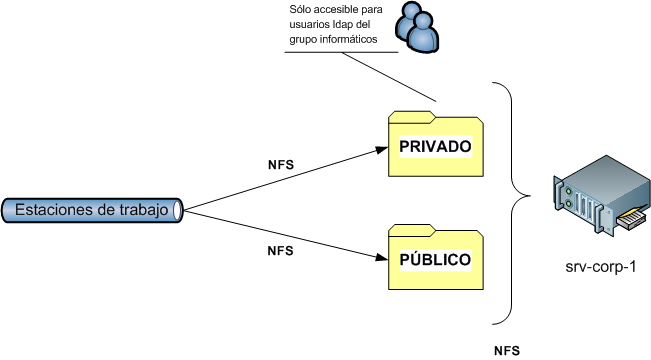 Sólo accesible para
usuarios ldap del
grupo informáticos
PRIVADO
NFS
Estaciones de trabajo
NFS
PÚBLICO
srv-corp-1
NFS